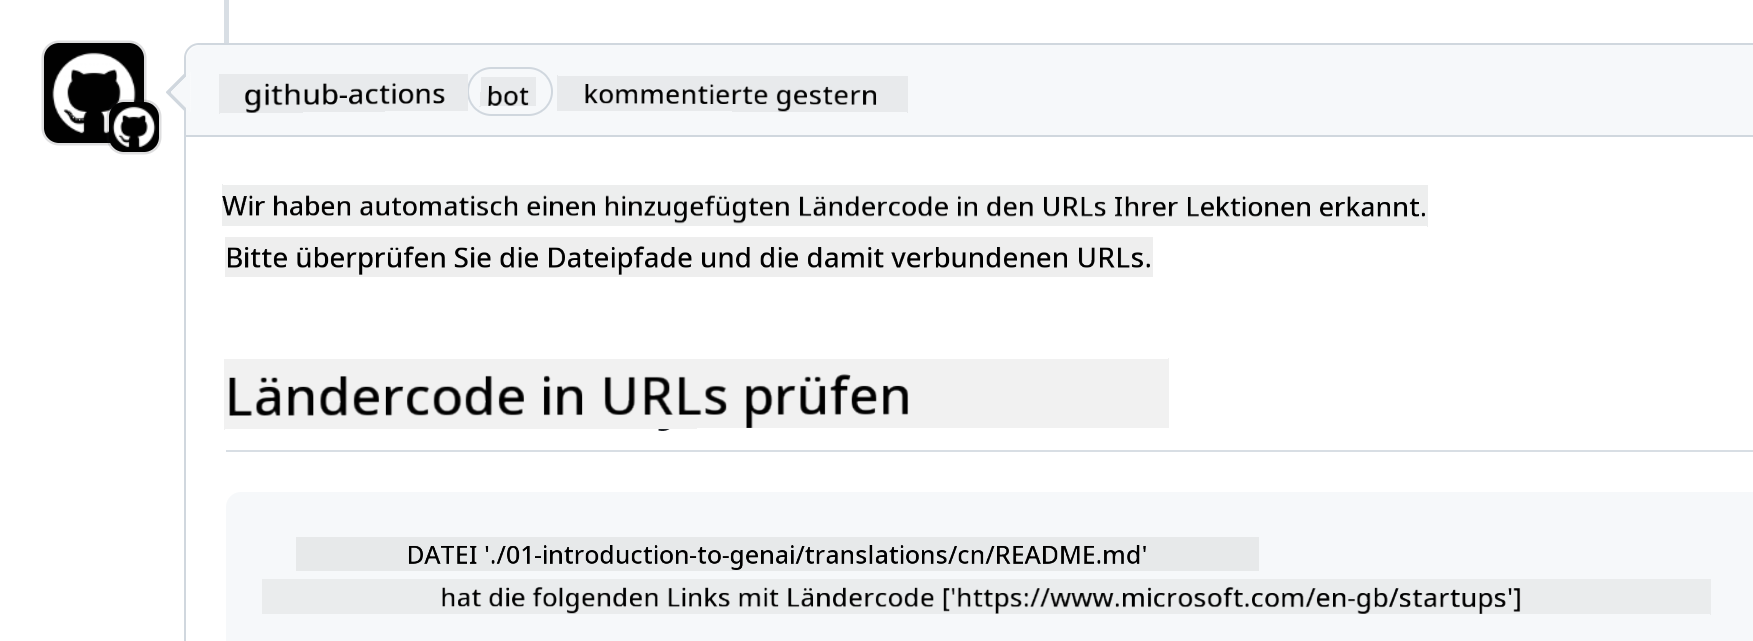 github-actions bot kommentierte gestern
Wir haben automatisch einen hinzugefügten Ländercode in den URLs Ihrer Lektionen erkannt.
Bitte überprüfen Sie die Dateipfade und die damit verbundenen URLs.
Ländercode in URLs prüfen
DATEI './01-introduction-to-genai/translations/cn/README.md'
hat die folgenden Links mit Ländercode ['https://www.microsoft.com/en-gb/startups']